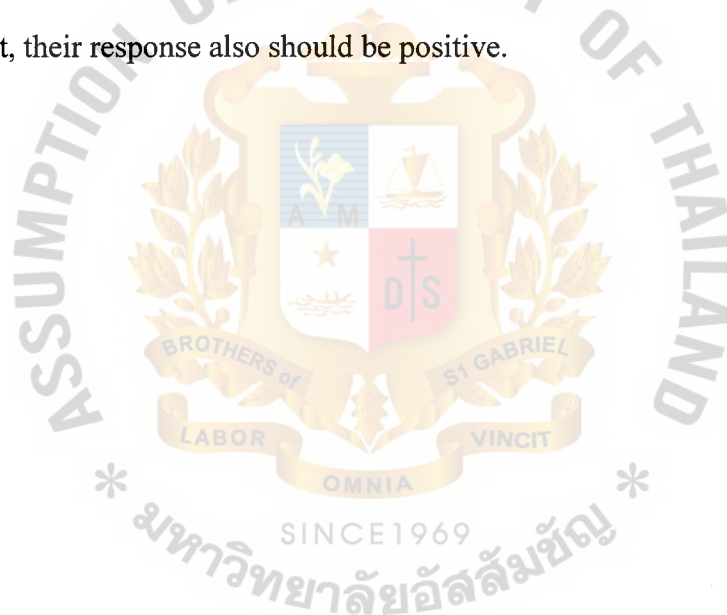 t, their response also should be positive.
ASSUMPTION
OF THAILAND
A M
D S
BROTHERS of
S1 GABRIEL
LABOR
VINCIT
OMNIA
SINCE1969
มหาวิทยาลัยอัสสัมชัญ